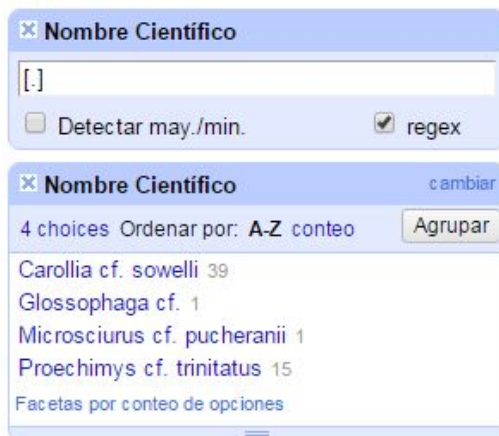 Nombre Científico
[.]
Detectar may./min. regex
Nombre Científico cambiar
4 choices Ordenar por: A-Z conteo Agrupar
Carollia cf. sowelli 39
Glossophaga cf. 1
Microsciurus cf. pucheranii 1
Proechimys cf. trinitatus 15
Facetas por conteo de opciones